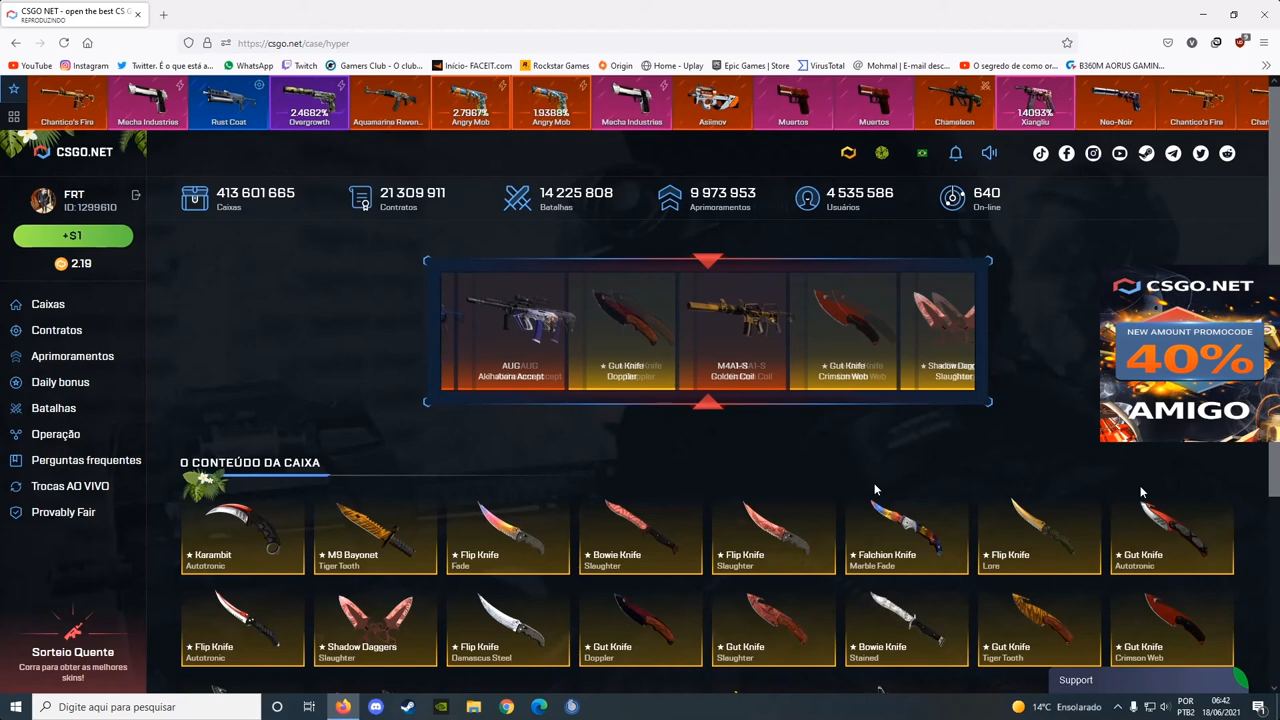 CSGO NET - open the best CS G
REPRODUZINDO
https://csgo.net/case/hyper
YouTube Instagram Twitter. É o que está a... WhatsApp Twitch Gamers Club - O club... Início- FACEIT.com Rockstar Games Origin Home - Uplay Epic Games | Store VirusTotal Mohmal | E-mail desc... O segredo de como or... B360M AORUS GAMIN...
2.4682% 2.7967% 1.9388% 1.4093%
Chantico's Fire Mecha Industries Rust Coat Overgrowth Aquamarine Reven... Angry Mob Angry Mob Mecha Industries Asiimov Muertos Muertos Chameleon Xiangliu Neo-Noir Chantico's Fire Chan
CSGO.NET
FRT
ID: 1299610
+$1
2.19
413 601 665 21 309 911 14 225 808 9 973 953 4 535 586 640
Caixas Contratos Batalhas Aprimoramentos Usuários On-line
Caixas
Contratos
Aprimoramentos
Daily bonus
Batalhas
Operação
Perguntas frequentes
Trocas AO VIVO
Provably Fair
Sorteio Quente
Corra para obter as melhores
skins!
AUG ★ Gut Knife M4A1-S ★ Gut Knife ★ Shadow Dagg
Akihabara Accept Doppler Golden Coil Crimson Web Slaughter
CSGO.NET
NEW AMOUNT PROMOCODE
40%
AMIGO
O CONTEÚDO DA CAIXA
★ Karambit ★ M9 Bayonet ★ Flip Knife ★ Bowie Knife ★ Flip Knife ★ Falchion Knife ★ Flip Knife ★ Gut Knife
Autotronic Tiger Tooth Fade Slaughter Slaughter Marble Fade Lore Autotronic
★ Flip Knife ★ Shadow Daggers ★ Flip Knife ★ Gut Knife ★ Gut Knife ★ Bowie Knife ★ Gut Knife ★ Gut Knife
Autotronic Slaughter Damascus Steel Doppler Slaughter Stained Tiger Tooth Crimson Web
Support
Digite aqui para pesquisar
14°C Ensolarado
POR
PTB2
06:42
18/06/2021